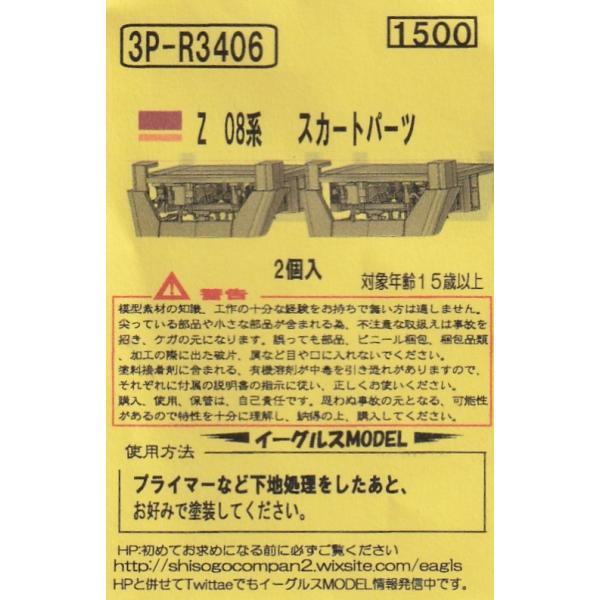 3P-R3406
1500
Z 08系 スカートパーツ
2個入
対象年齢15歳以上
警告
模型素材の知識、工作の十分な経験をお持ちで無い方は適しません。
尖っている部品や小さな部品が含まれる為、不注意な取扱えは事故を
招き、ケガの元になります。誤っても部品、ビニール梱包、梱包品類
、加工の際に出た破片、屑など目や口に入れないでください。
塗料接着剤に含まれる、有機溶剤が中毒を引き起れがありますので、
それぞれに付属の説明書の指示に従い、正しくお使いください。
購入、使用、保管は、自己責任です。思わぬ事故の元となる、可能性
があるので特性を十分に理解し、納得の上、購入してください。
イーグルスMODEL
使用方法
プライマーなど下地処理をしたあと、
お好みで塗装してください。
HP:初めてお求めになる前に必ずご覧ください
http://shisogocompan2.wixsite.com/eagls
HPと併せてTwittaeでもイーグルスMODEL情報発信中です。